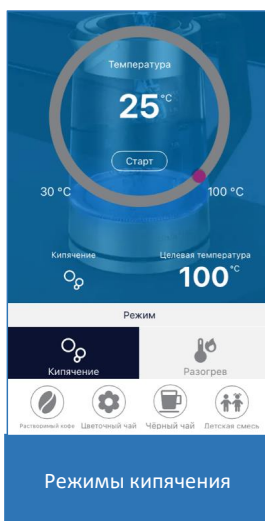 Температура
25°C
Старт
30 °C
100 °C
Кипячение
Целевая температура
100°C
Режим
Кипячение
Разогрев
Растворимый кофе
Цветочный чай
Чёрный чай
Детская смесь
Режимы кипячения